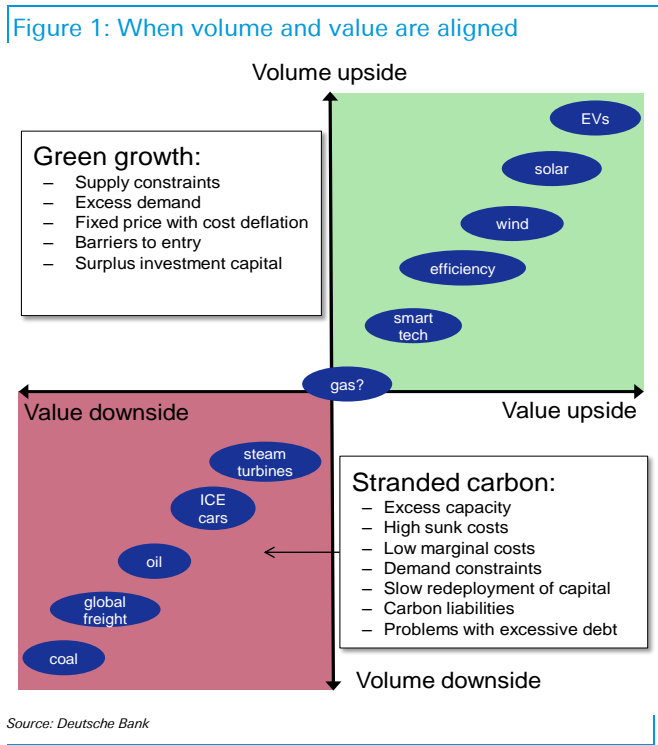 Figure 1: When volume and value are aligned
Volume upside
EVs
Green growth:
– Supply constraints
– Excess demand
– Fixed price with cost deflation
– Barriers to entry
– Surplus investment capital
solar
wind
efficiency
smart
tech
gas?
Value downside
Value upside
steam
turbines
ICE
cars
oil
global
freight
coal
Stranded carbon:
– Excess capacity
– High sunk costs
– Low marginal costs
– Demand constraints
– Slow redeployment of capital
– Carbon liabilities
– Problems with excessive debt
Volume downside
Source: Deutsche Bank